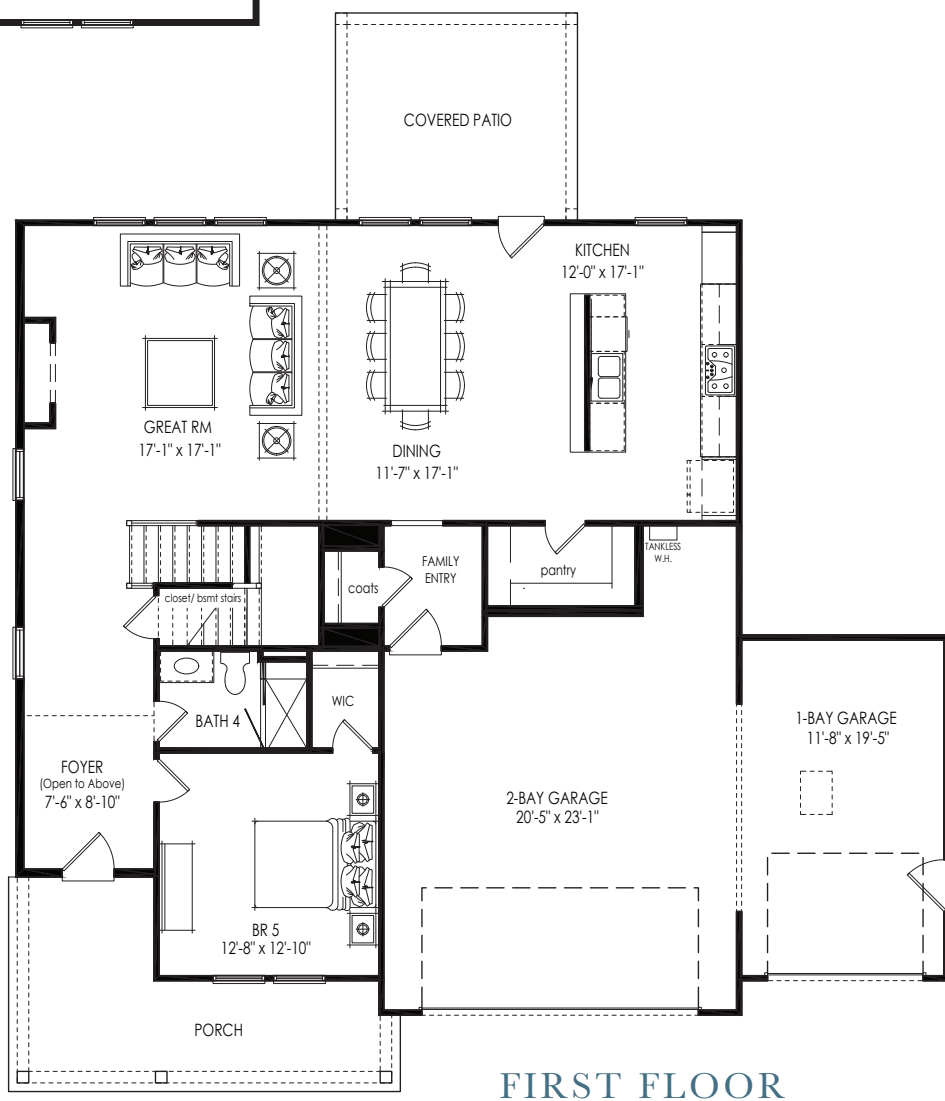 COVERED PATIO
KITCHEN
12'-0" x 17'-1"
GREAT RM
17'-1" x 17'-1"
DINING
11'-7" x 17'-1"
FAMILY
ENTRY
TANKLESS
W.H.
pantry
coats
closet/ bsmt stairs
WIC
BATH 4
1-BAY GARAGE
11'-8" x 19'-5"
FOYER
(Open to Above)
7'-6" x 8'-10"
2-BAY GARAGE
20'-5" x 23'-1"
BR 5
12'-8" x 12'-10"
PORCH
FIRST FLOOR